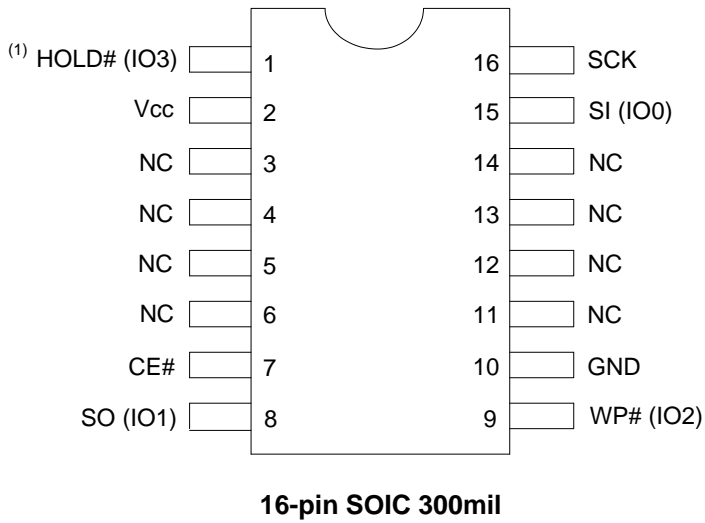 (1) HOLD# (IO3) 1 16 SCK
Vcc 2 15 SI (IO0)
NC 3 14 NC
NC 4 13 NC
NC 5 12 NC
NC 6 11 NC
CE# 7 10 GND
SO (IO1) 8 9 WP# (IO2)
16-pin SOIC 300mil